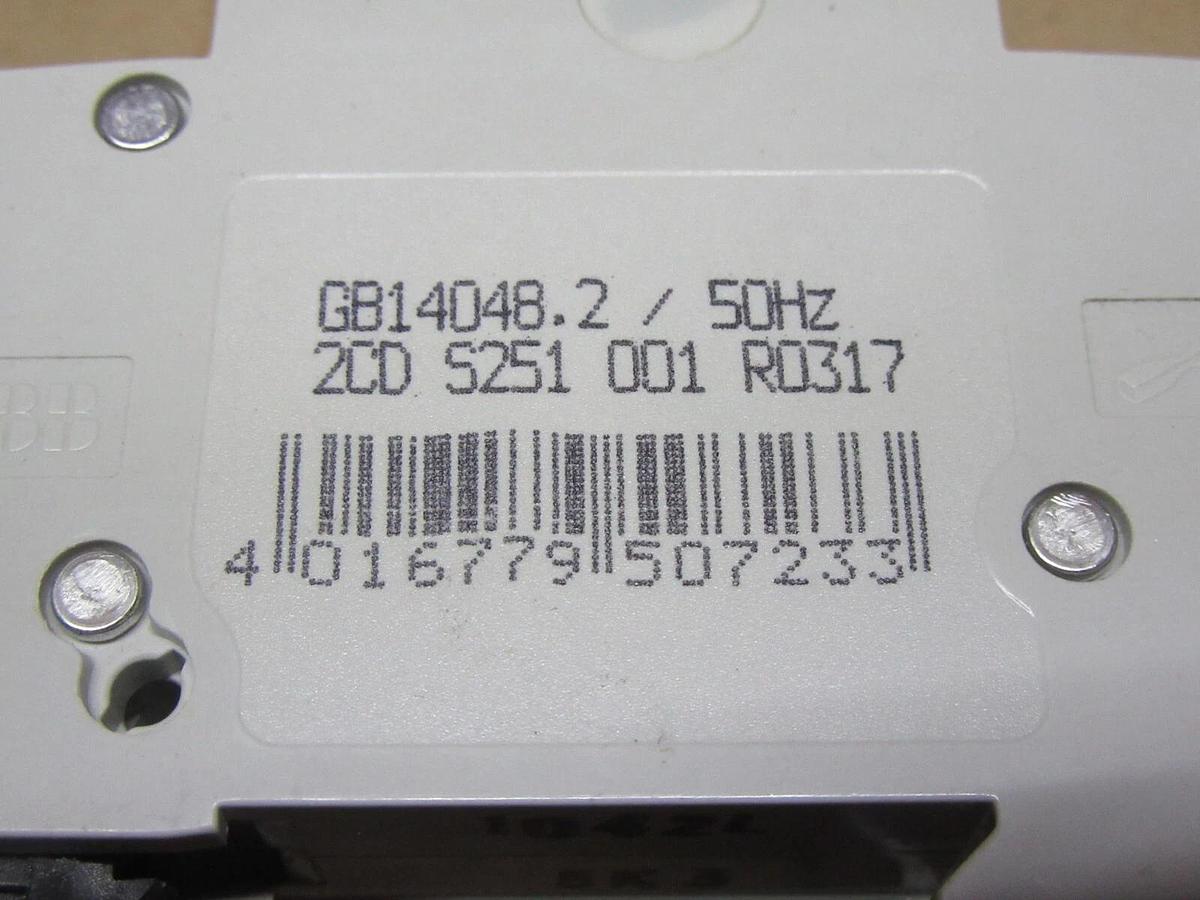 GB14048.2 / 50Hz
2CD S251 001 R0317
4 016779 507233